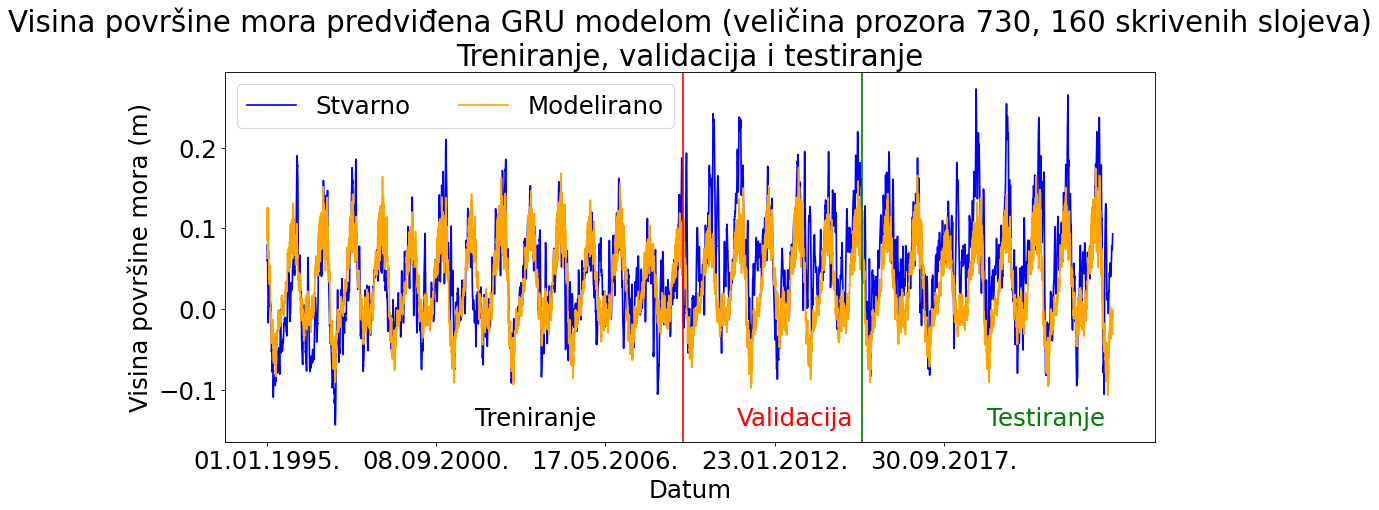 Visina površine mora predviđena GRU modelom (veličina prozora 730, 160 skrivenih slojeva)
Treniranje, validacija i testiranje
Stvarno
Modelirano
Visina površine mora (m)
0.2
0.1
0.0
−0.1
Treniranje
Validacija
Testiranje
01.01.1995.
08.09.2000.
17.05.2006.
23.01.2012.
30.09.2017.
Datum